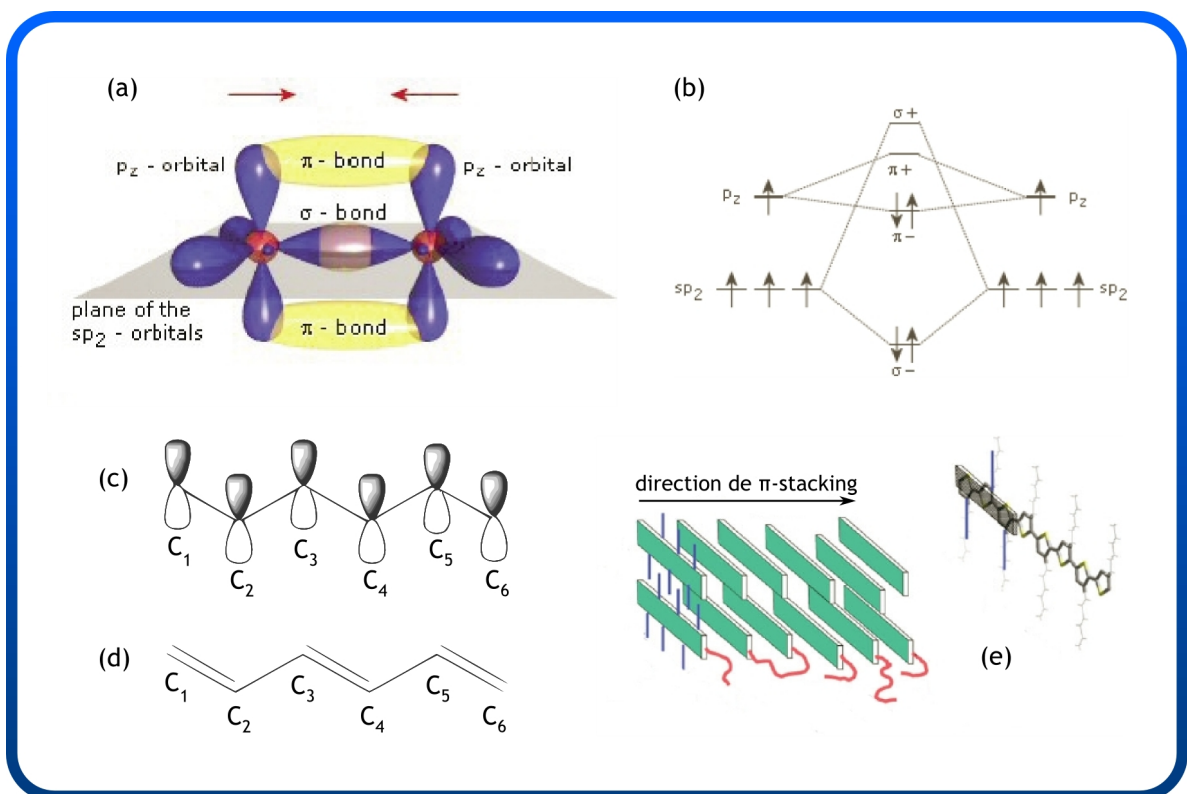 (a)
p_z - orbital
π - bond
p_z - orbital
σ - bond
plane of the
sp_2 - orbitals
π - bond
(b)
σ+
π+
p_z
p_z
π-
sp_2
sp_2
σ-
(c)
C_1
C_2
C_3
C_4
C_5
C_6
(d)
C_1
C_2
C_3
C_4
C_5
C_6
direction de π-stacking
(e)